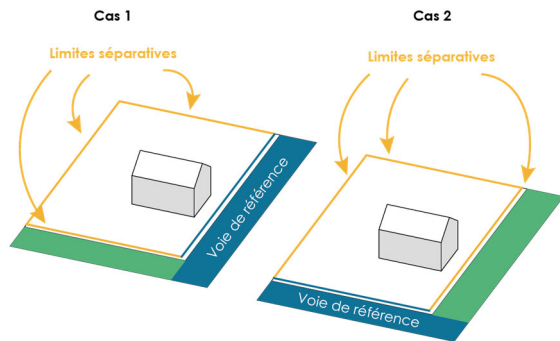 Cas 1
Limites séparatives
Voie de référence
Cas 2
Limites séparatives
Voie de référence